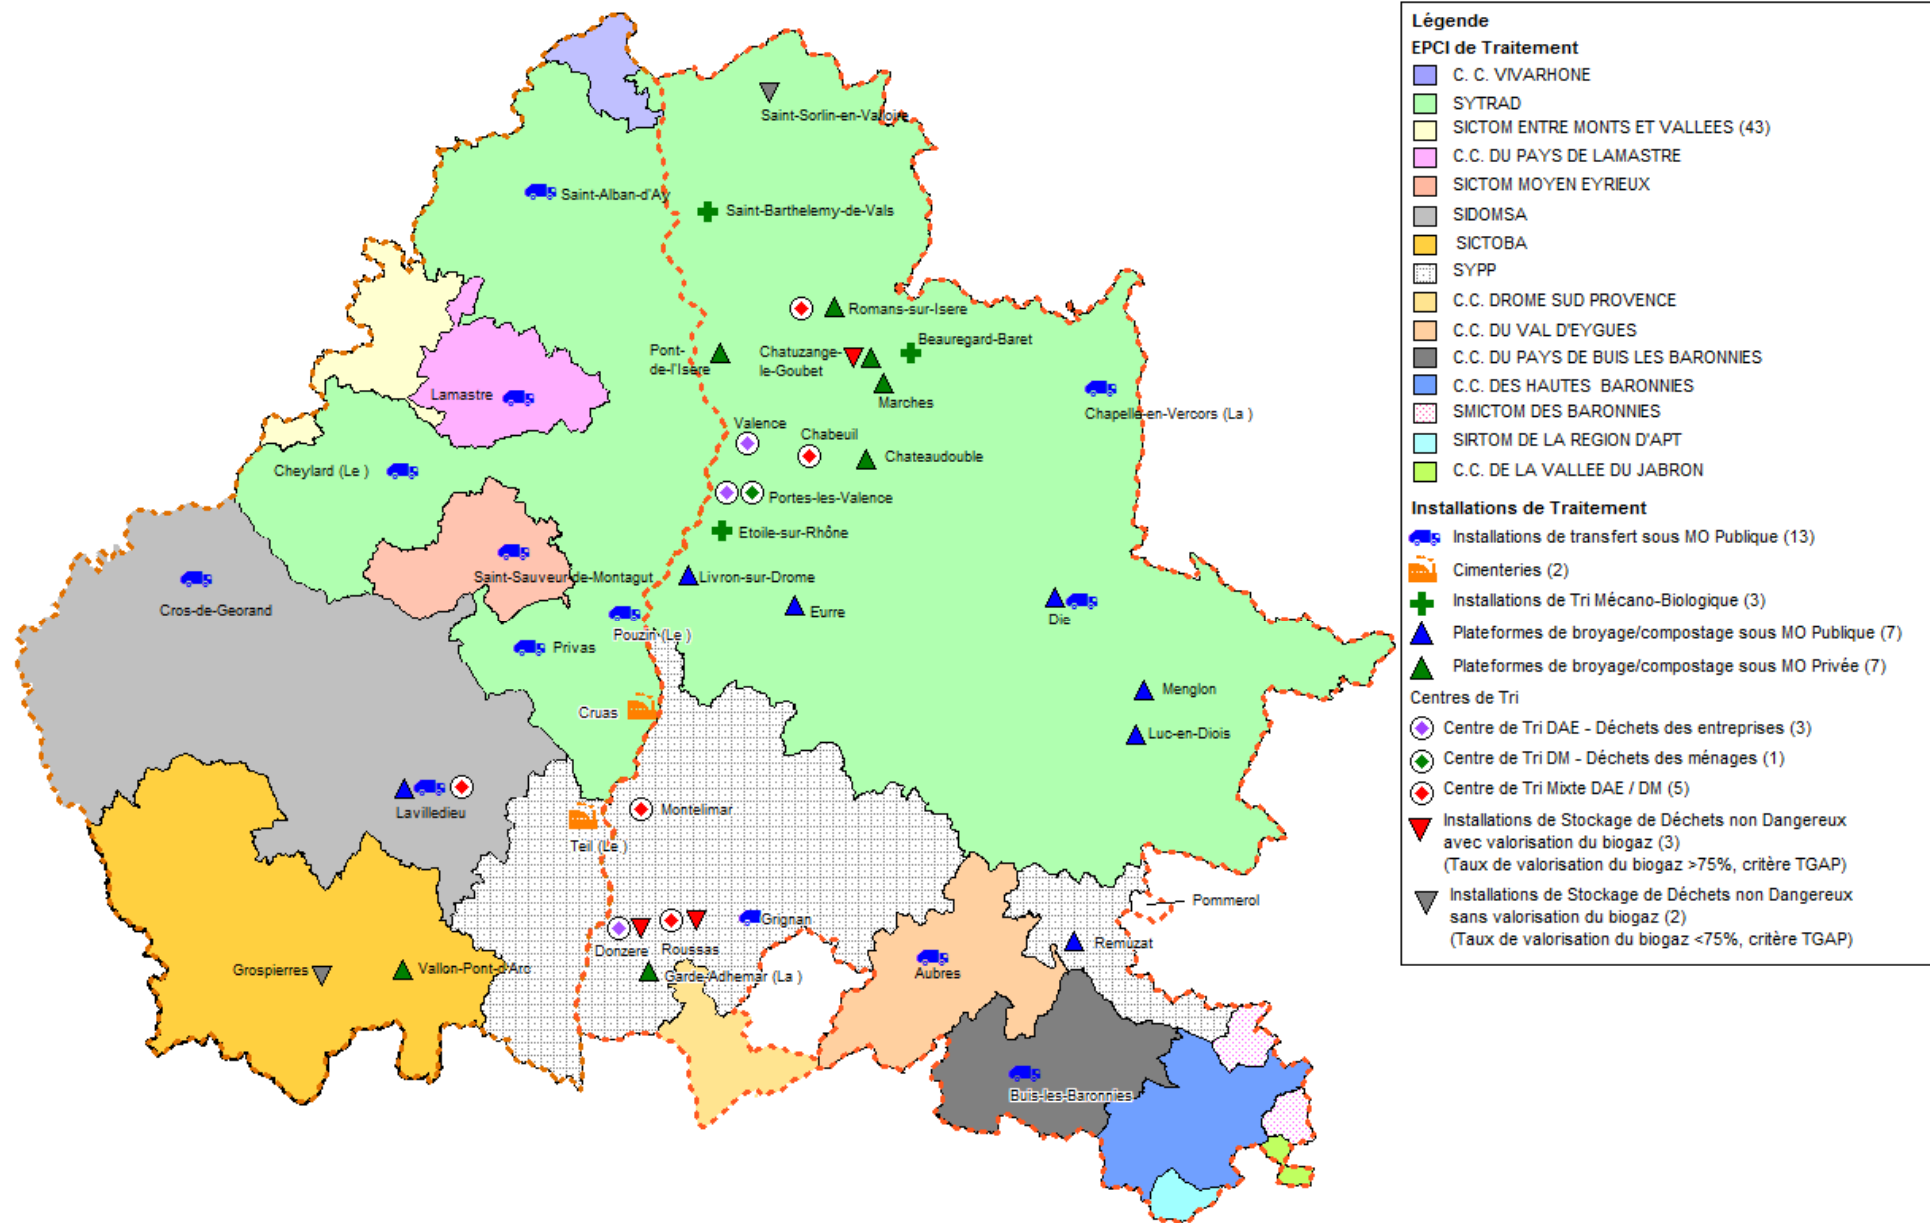 Saint-Sorlin-en-Valloire
Saint-Alban-d'Ay
Saint-Barthelemy-de-Vals
Romans-sur-Isere
Beauregard-Baret
Pont-
de-l'Isere
Chatuzange-
le-Goubet
Marches
Lamastre
Chapelle-en-Vercors (La )
Valence
Chabeuil
Chateaudouble
Cheylard (Le )
Portes-les-Valence
Etoile-sur-Rhône
Saint-Sauveur-de-Montagut
Livron-sur-Drome
Cros-de-Georand
Eurre
Die
Pouzin (Le )
Privas
Menglon
Cruas
Luc-en-Diois
Lavilledieu
Montelimar
Teil (Le )
Pommerol
Grignan
Donzere
Roussas
Remuzat
Grospierres
Vallon-Pont-d'Arc
Garde-Adhemar (La )
Aubres
Buis-les-Baronnies
Légende
EPCI de Traitement
C. C. VIVARHONE
SYTRAD
SICTOM ENTRE MONTS ET VALLEES (43)
C.C. DU PAYS DE LAMASTRE
SICTOM MOYEN EYRIEUX
SIDOMSA
SICTOBA
SYPP
C.C. DROME SUD PROVENCE
C.C. DU VAL D'EYGUES
C.C. DU PAYS DE BUIS LES BARONNIES
C.C. DES HAUTES BARONNIES
SMICTOM DES BARONNIES
SIRTOM DE LA REGION D'APT
C.C. DE LA VALLEE DU JABRON
Installations de Traitement
Installations de transfert sous MO Publique (13)
Cimenteries (2)
Installations de Tri Mécano-Biologique (3)
Plateformes de broyage/compostage sous MO Publique (7)
Plateformes de broyage/compostage sous MO Privée (7)
Centres de Tri
Centre de Tri DAE - Déchets des entreprises (3)
Centre de Tri DM - Déchets des ménages (1)
Centre de Tri Mixte DAE / DM (5)
Installations de Stockage de Déchets non Dangereux
avec valorisation du biogaz (3)
(Taux de valorisation du biogaz >75%, critère TGAP)
Installations de Stockage de Déchets non Dangereux
sans valorisation du biogaz (2)
(Taux de valorisation du biogaz <75%, critère TGAP)